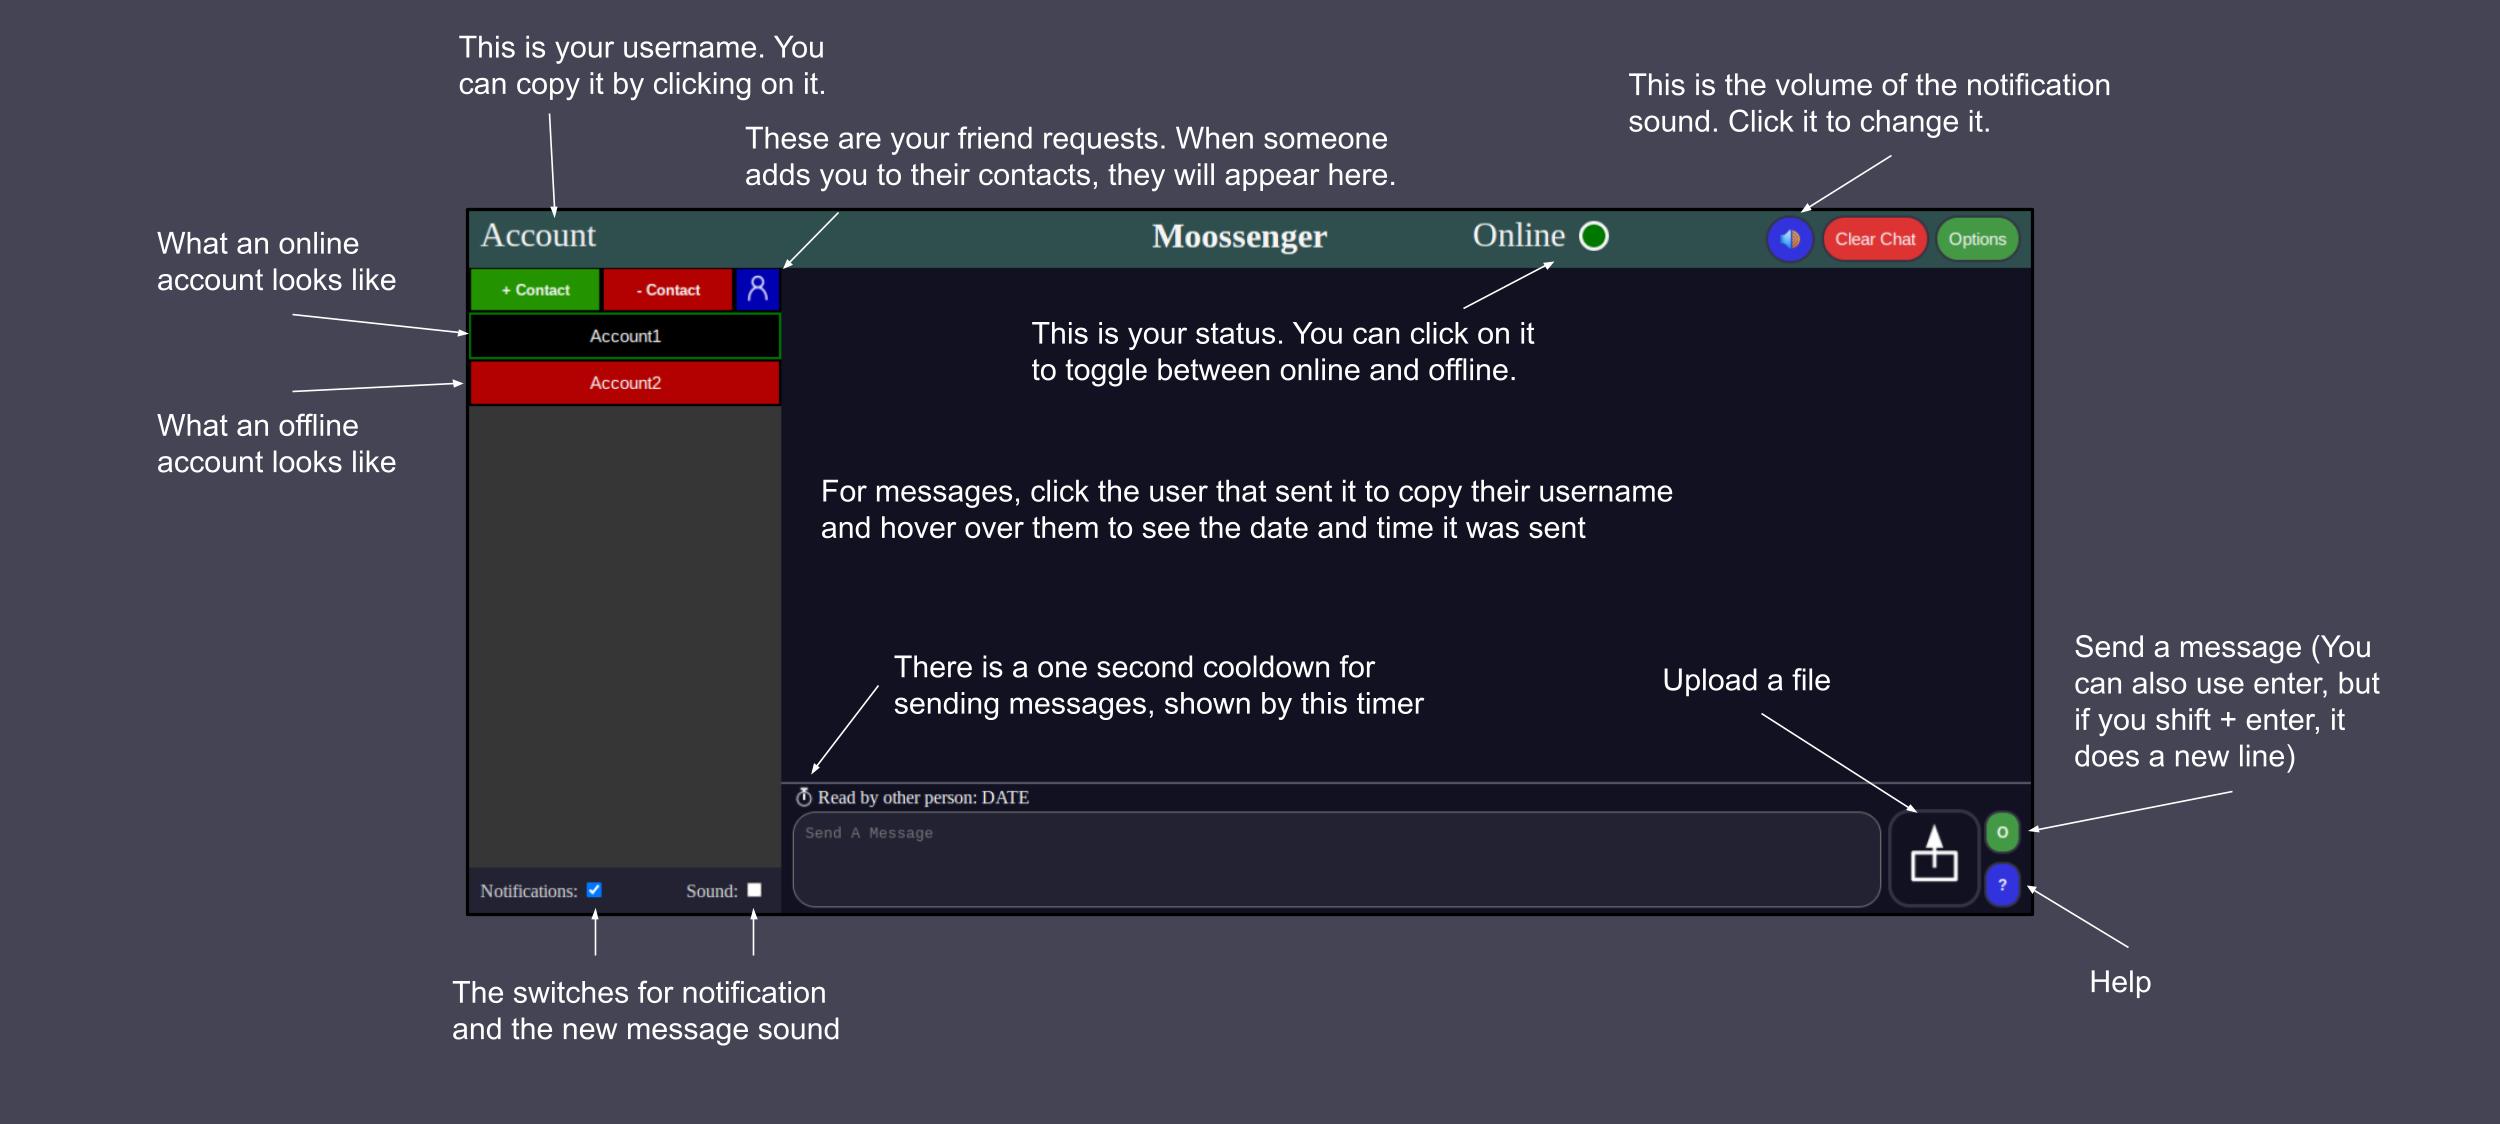 This is your username. You
can copy it by clicking on it.
This is the volume of the notification
sound. Click it to change it.
These are your friend requests. When someone
adds you to their contacts, they will appear here.
What an online
account looks like
Account
Moossenger
Online
Clear Chat
Options
+ Contact
- Contact
Account1
Account2
This is your status. You can click on it
to toggle between online and offline.
What an offline
account looks like
For messages, click the user that sent it to copy their username
and hover over them to see the date and time it was sent
There is a one second cooldown for
sending messages, shown by this timer
Upload a file
Send a message (You
can also use enter, but
if you shift + enter, it
does a new line)
Read by other person: DATE
Send A Message
O
?
Notifications:
Sound:
The switches for notification
and the new message sound
Help